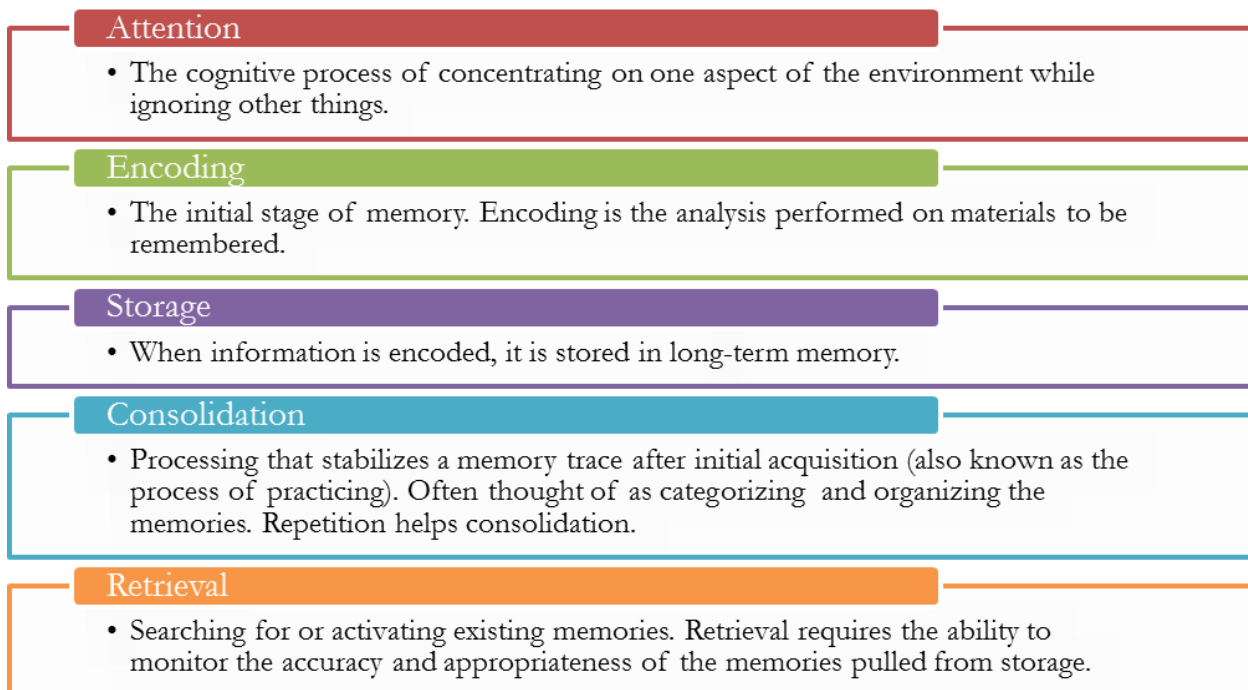 Attention
• The cognitive process of concentrating on one aspect of the environment while
ignoring other things.
Encoding
• The initial stage of memory. Encoding is the analysis performed on materials to be
remembered.
Storage
• When information is encoded, it is stored in long-term memory.
Consolidation
• Processing that stabilizes a memory trace after initial acquisition (also known as the
process of practicing). Often thought of as categorizing and organizing the
memories. Repetition helps consolidation.
Retrieval
• Searching for or activating existing memories. Retrieval requires the ability to
monitor the accuracy and appropriateness of the memories pulled from storage.